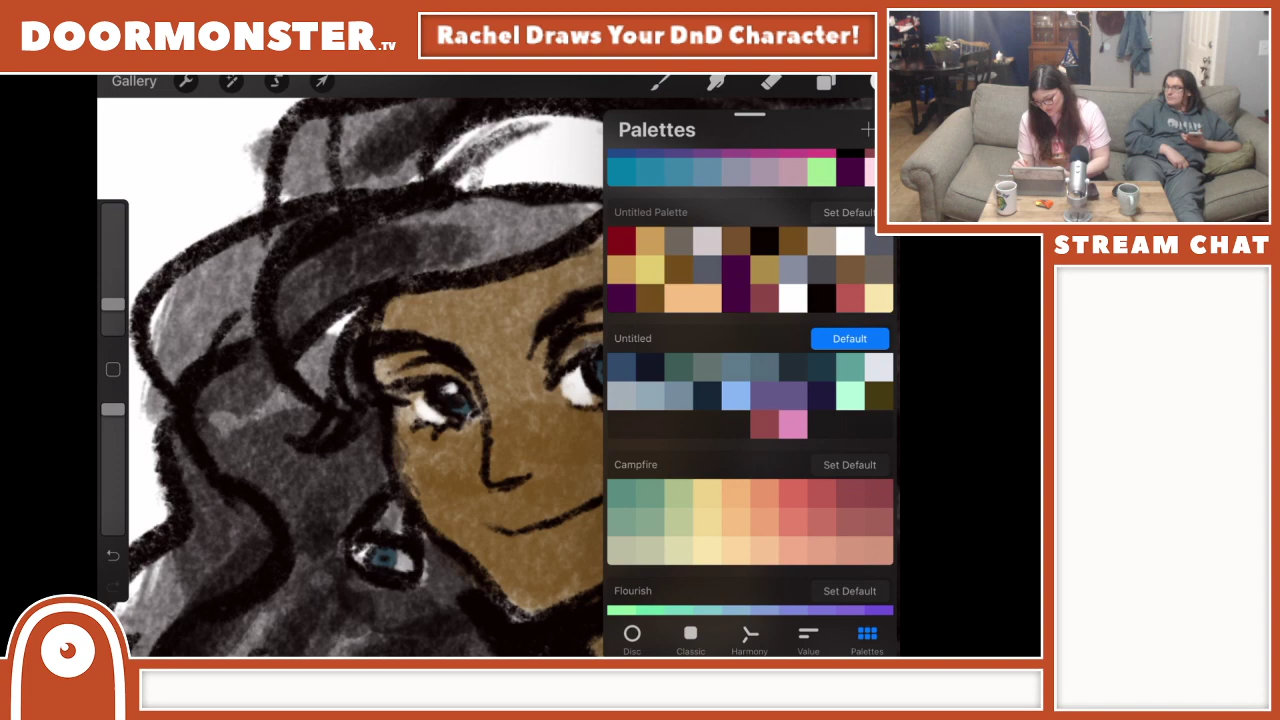 DOORMONSTER.TV
Rachel Draws Your DnD Character!
Gallery
Palettes
Untitled Palette
Set Default
STREAM CHAT
Untitled
Default
Campfire
Set Default
Flourish
Set Default
Disc
Classic
Harmony
Value
Palettes